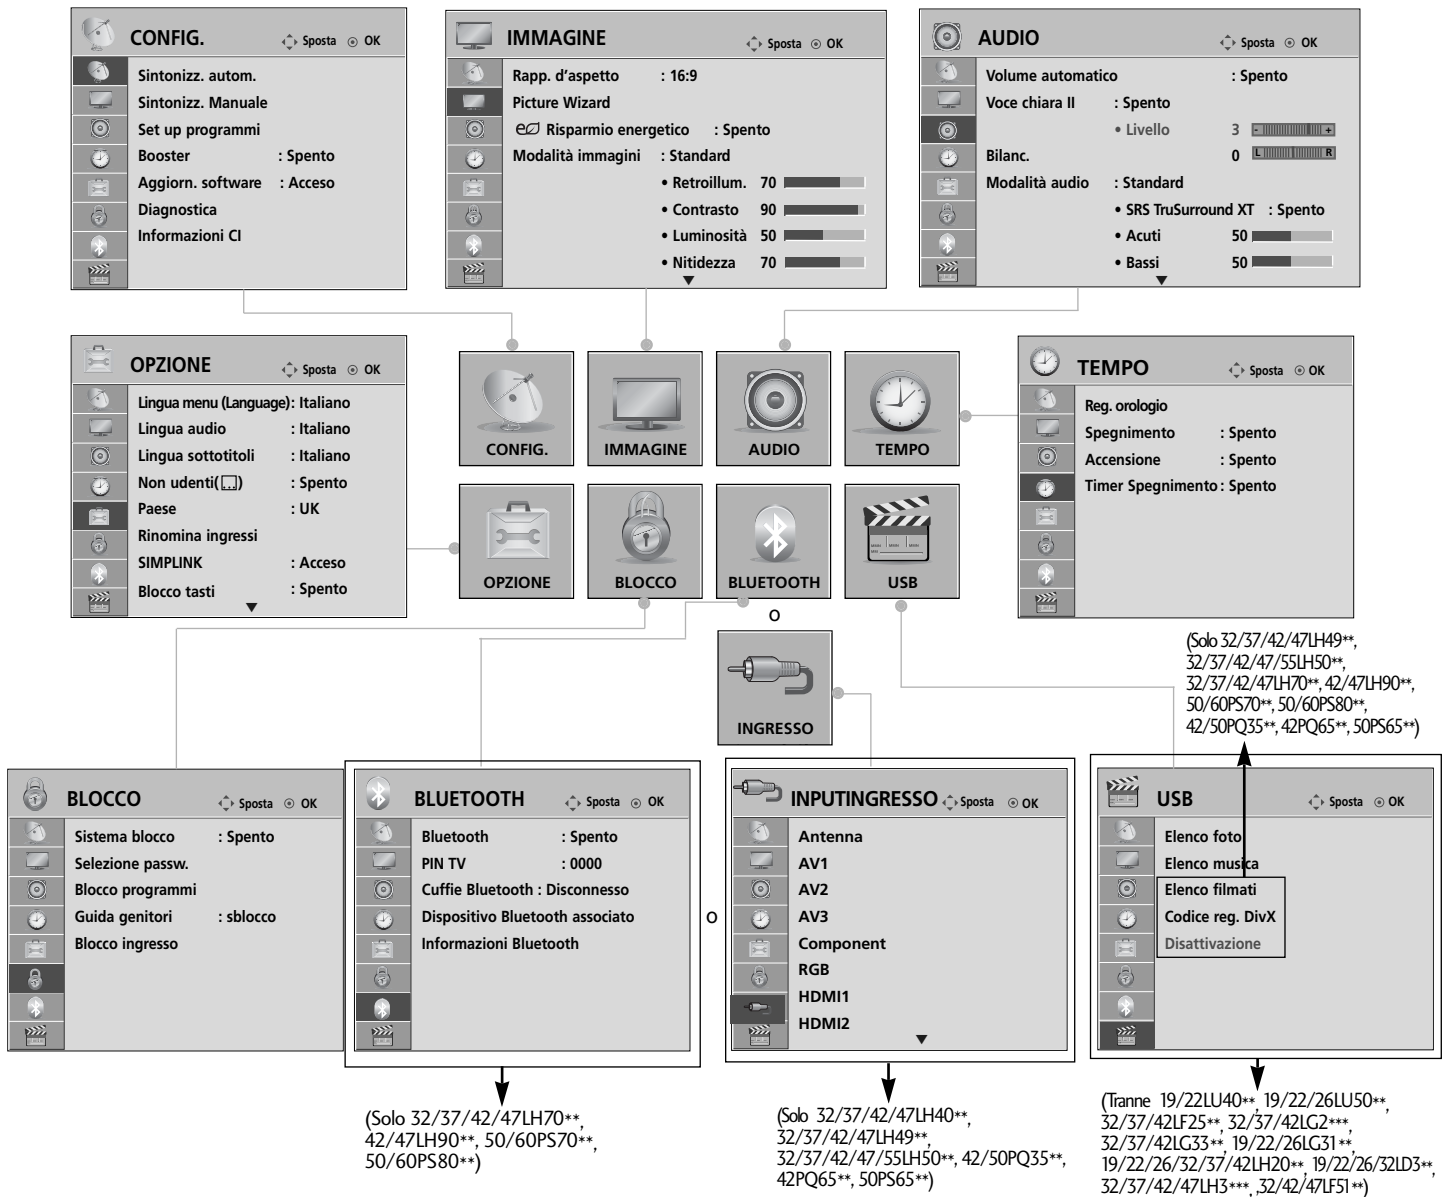 CONFIG.
Sposta OK
Sintonizz. autom.
Sintonizz. Manuale
Set up programmi
Booster : Spento
Aggiorn. software : Acceso
Diagnostica
Informazioni CI
IMMAGINE
Sposta OK
Rapp. d'aspetto : 16:9
Picture Wizard
Risparmio energetico : Spento
Modalità immagini : Standard
• Retroillum. 70
• Contrasto 90
• Luminosità 50
• Nitidezza 70
AUDIO
Sposta OK
Volume automatico : Spento
Voce chiara II : Spento
• Livello 3 - +
Bilanc. 0 L R
Modalità audio : Standard
• SRS TruSurround XT : Spento
• Acuti 50
• Bassi 50
OPZIONE
Sposta OK
Lingua menu (Language) : Italiano
Lingua audio : Italiano
Lingua sottotitoli : Italiano
Non udenti( ) : Spento
Paese : UK
Rinomina ingressi
SIMPLINK : Acceso
Blocco tasti : Spento
CONFIG.
IMMAGINE
AUDIO
TEMPO
OPZIONE
BLOCCO
BLUETOOTH
USB
o
INGRESSO
TEMPO
Sposta OK
Reg. orologio
Spegnimento : Spento
Accensione : Spento
Timer Spegnimento : Spento
(Solo 32/37/42/47LH49**,
32/37/42/47/55LH50**,
32/37/42/47LH70**, 42/47LH90**,
50/60PS70**, 50/60PS80**,
42/50PQ35**, 42PQ65**, 50PS65**)
BLOCCO
Sposta OK
Sistema blocco : Spento
Selezione passw.
Blocco programmi
Guida genitori : sblocco
Blocco ingresso
BLUETOOTH
Sposta OK
Bluetooth : Spento
PIN TV : 0000
Cuffie Bluetooth : Disconnesso
Dispositivo Bluetooth associato
Informazioni Bluetooth
o
INPUTINGRESSO
Sposta OK
Antenna
AV1
AV2
AV3
Component
RGB
HDMI1
HDMI2
USB
Sposta OK
Elenco foto
Elenco musica
Elenco filmati
Codice reg. DivX
Disattivazione
(Solo 32/37/42/47LH70**,
42/47LH90**, 50/60PS70**,
50/60PS80**)
(Solo 32/37/42/47LH40**,
32/37/42/47LH49**,
32/37/42/47/55LH50**, 42/50PQ35**,
42PQ65**, 50PS65**)
(Tranne 19/22LU40**, 19/22/26LU50**,
32/37/42LF25**, 32/37/42LG2***,
32/37/42LG33**, 19/22/26LG31**,
19/22/26/32/37/42LH20**, 19/22/26/32LD3**,
32/37/42/47LH3***, ,32/42/47LF51**)